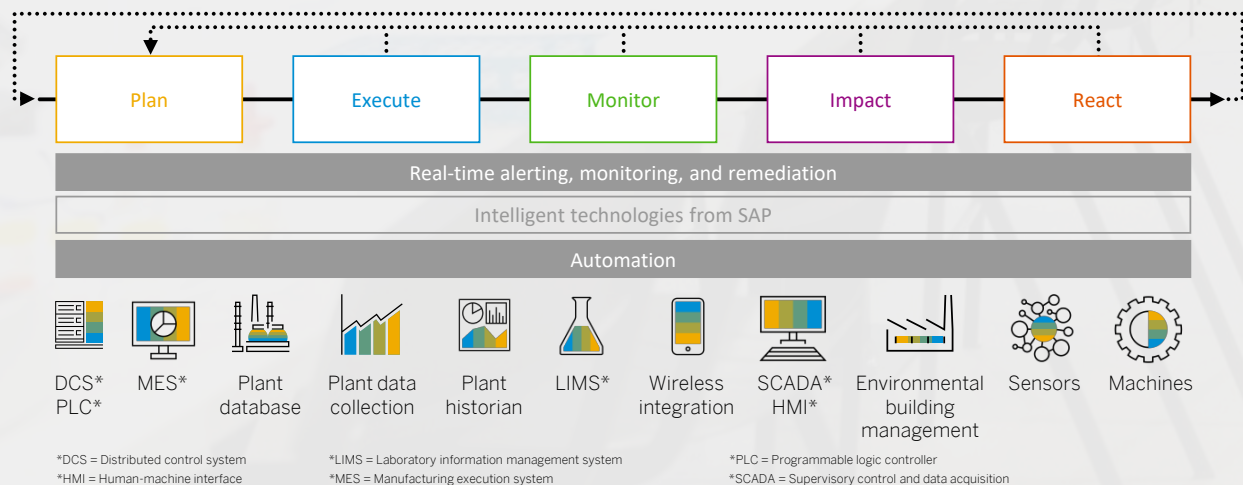 Plan
Execute
Monitor
Impact
React
Real-time alerting, monitoring, and remediation
Intelligent technologies from SAP
Automation
DCS*
PLC*
MES*
Plant
database
Plant data
collection
Plant
historian
LIMS*
Wireless
integration
SCADA*
HMI*
Environmental
building
management
Sensors
Machines
*DCS = Distributed control system
*HMI = Human-machine interface
*LIMS = Laboratory information management system
*MES = Manufacturing execution system
*PLC = Programmable logic controller
*SCADA = Supervisory control and data acquisition